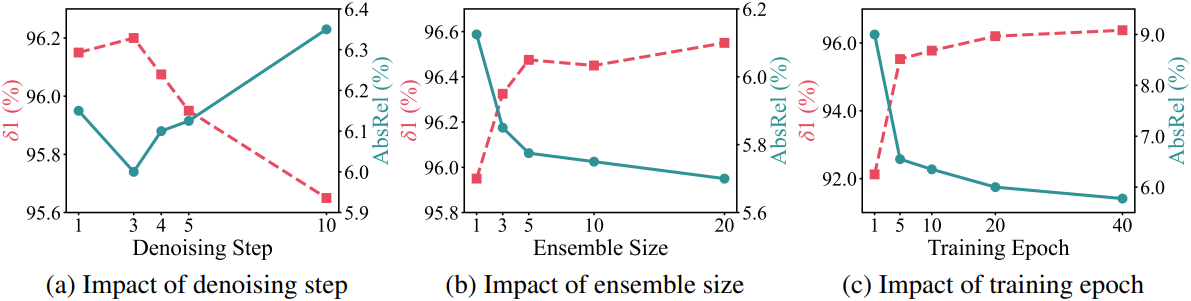 δ1 (%)
96.2
96.0
95.8
95.6
6.4
6.3
6.2
6.1
6.0
5.9
AbsRel (%)
1 3 4 5 10
Denoising Step
(a) Impact of denoising step
δ1 (%)
96.6
96.4
96.2
96.0
95.8
6.2
6.0
5.8
5.6
AbsRel (%)
1 3 5 10 20
Ensemble Size
(b) Impact of ensemble size
δ1 (%)
96.0
94.0
92.0
9.0
8.0
7.0
6.0
AbsRel (%)
1 5 10 20 40
Training Epoch
(c) Impact of training epoch